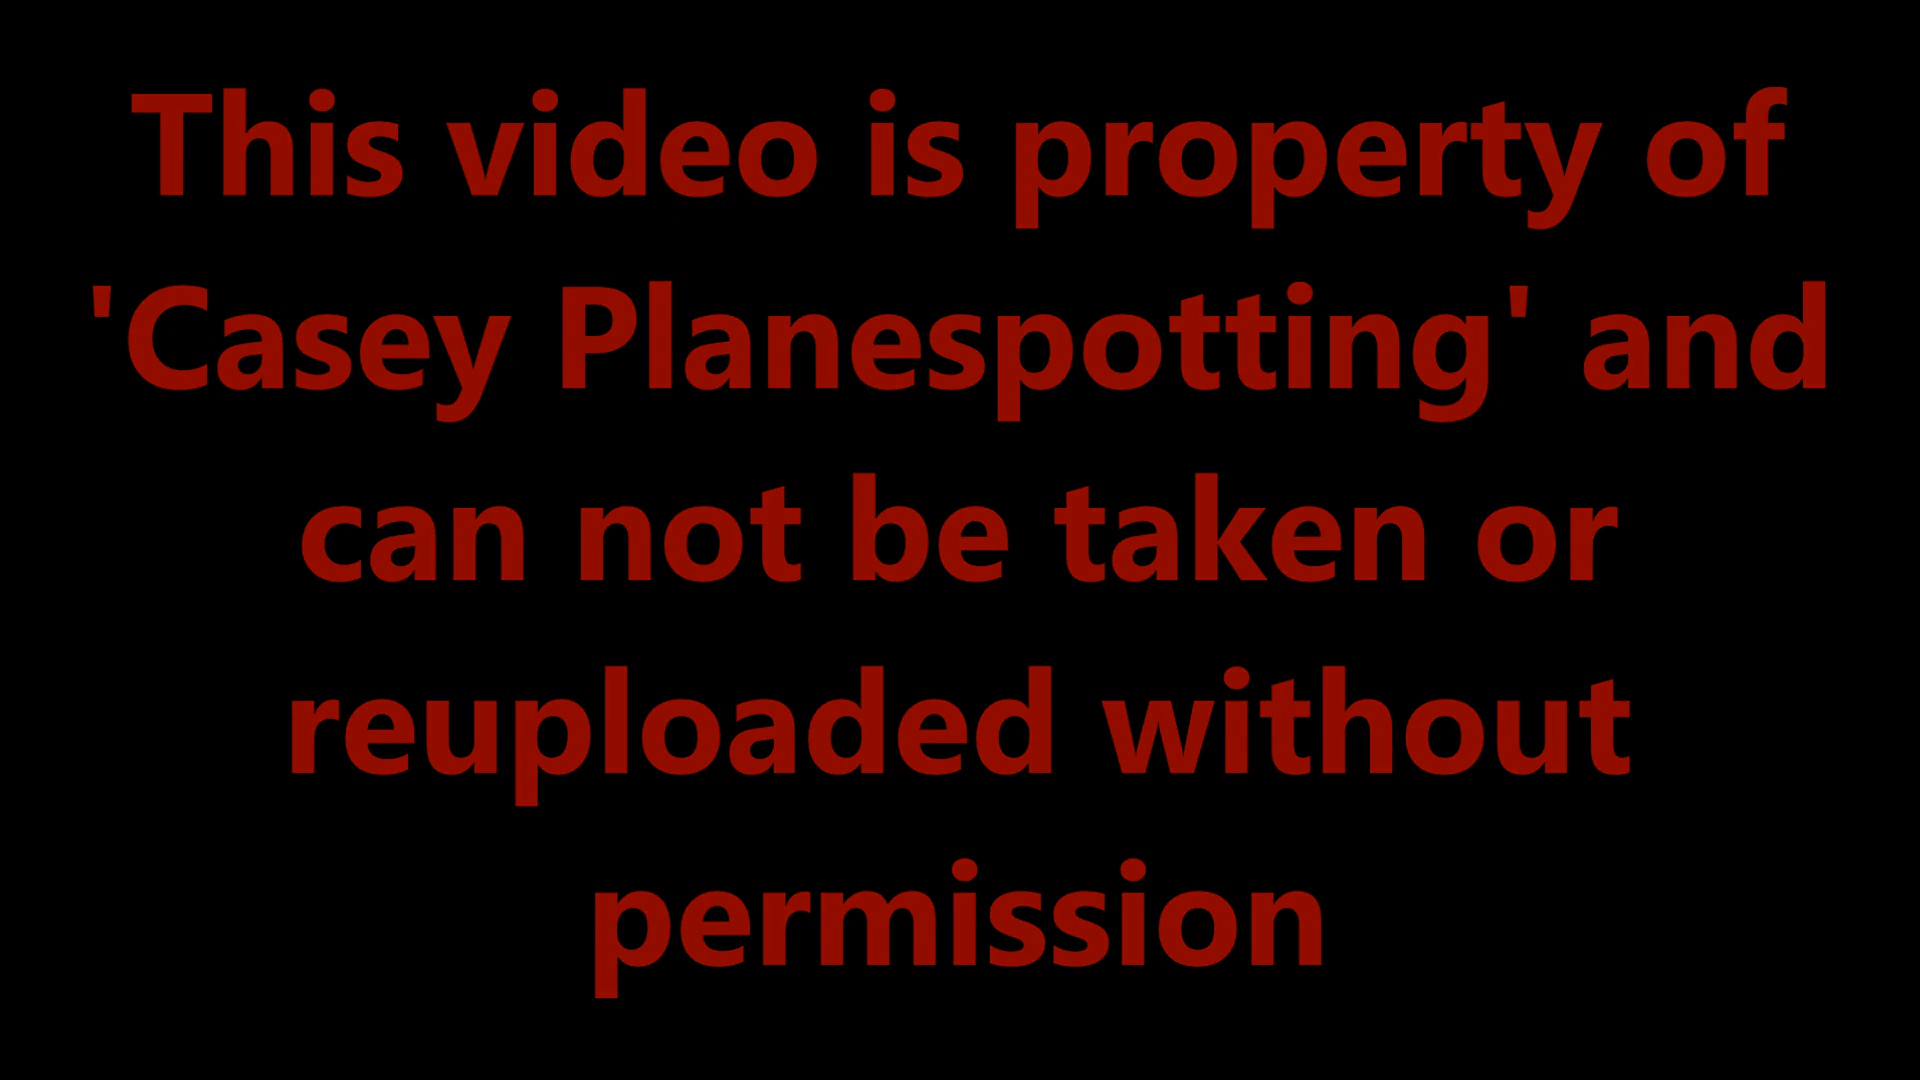 This video is property of
'Casey Planespotting' and
can not be taken or
reuploaded without
permission